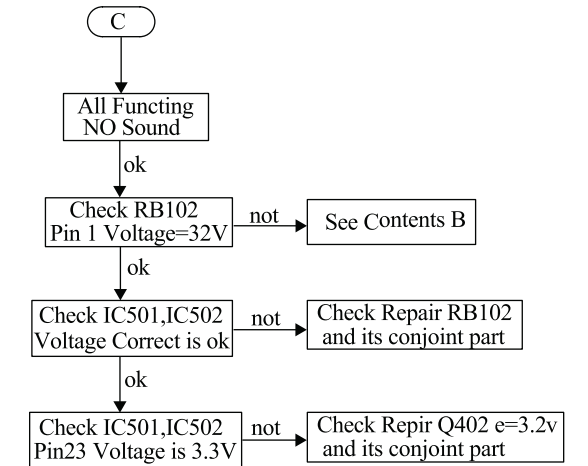 C
All Functing
NO Sound
ok
Check RB102
Pin 1 Voltage=32V
not
See Contents B
ok
Check IC501,IC502
Voltage Correct is ok
not
Check Repair RB102
and its conjoint part
ok
Check IC501,IC502
Pin23 Voltage is 3.3V
not
Check Repir Q402 e=3.2v
and its conjoint part